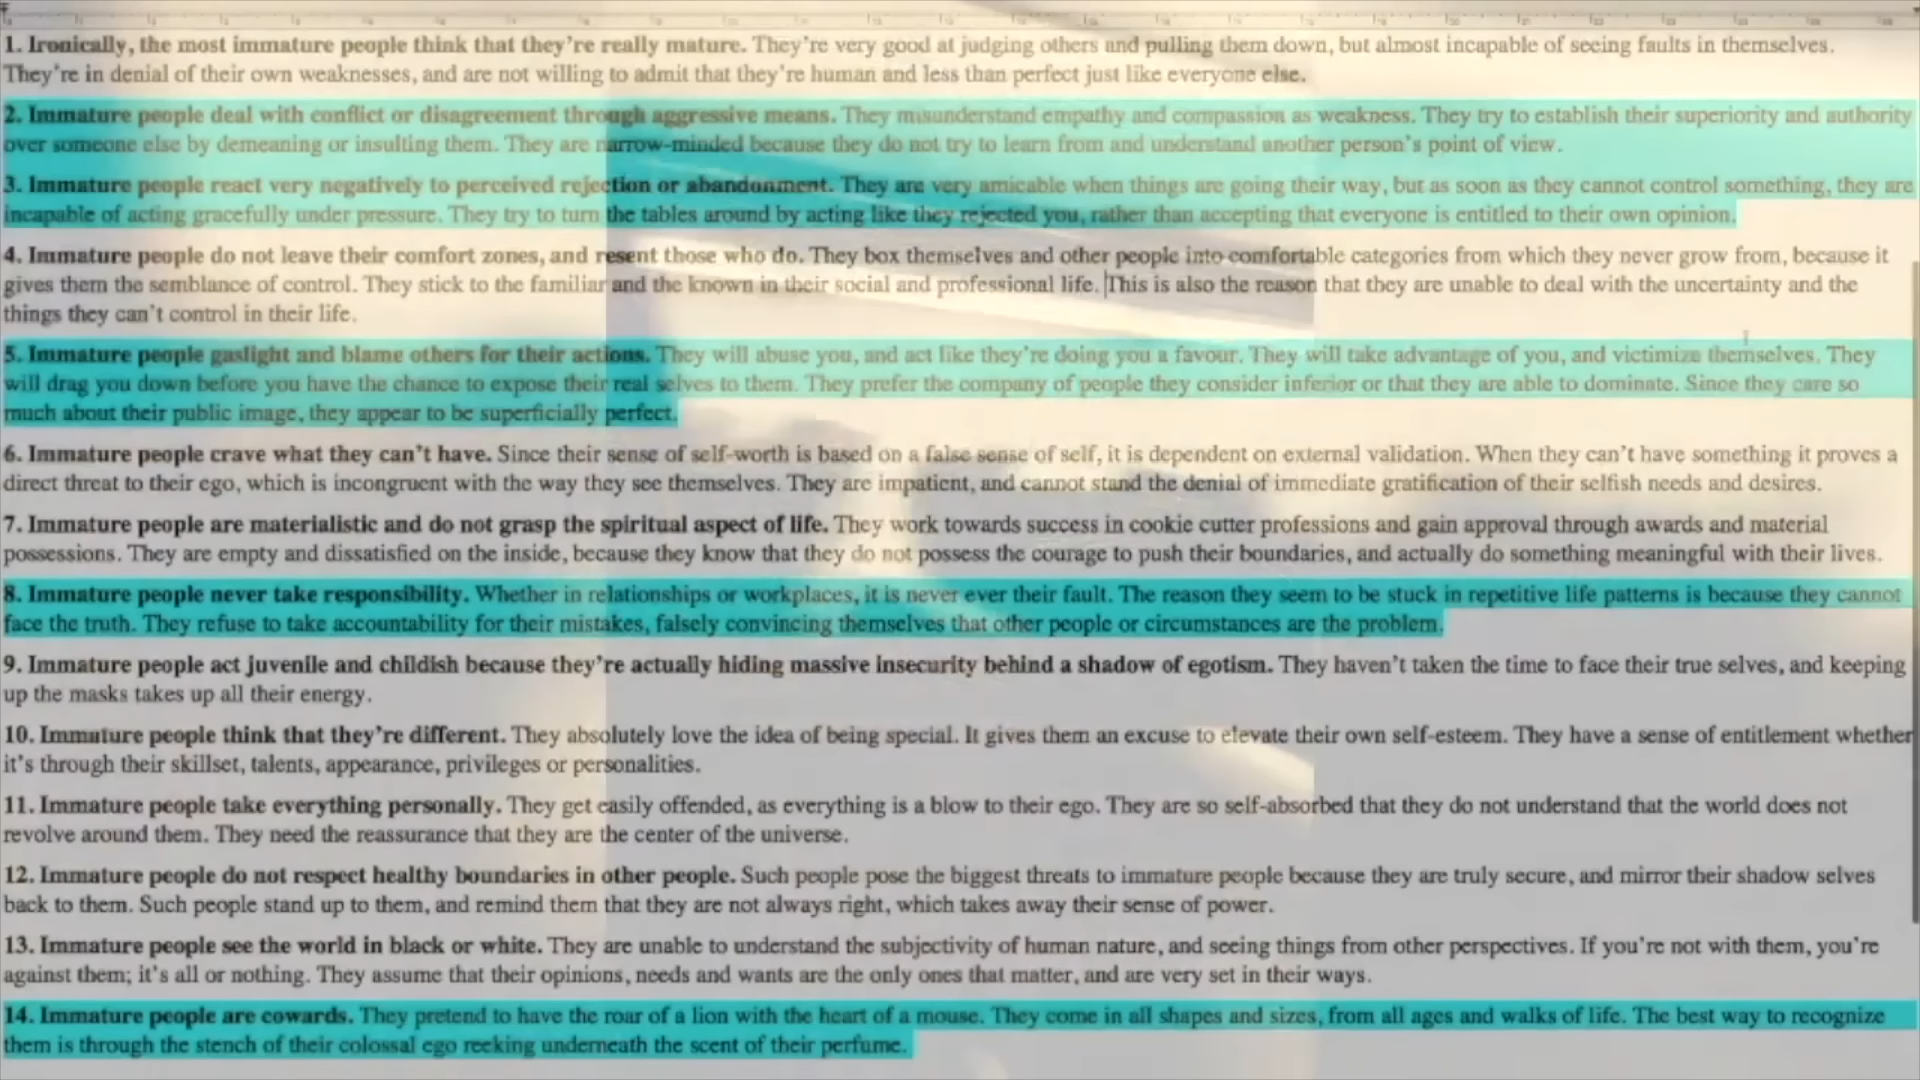 1. Ironically, the most immature people think that they’re really mature. They’re very good at judging others and pulling them down, but almost incapable of seeing faults in themselves.
They’re in denial of their own weaknesses, and are not willing to admit that they’re human and less than perfect just like everyone else.
2. Immature people deal with conflict or disagreement through aggressive means. They misunderstand empathy and compassion as weakness. They try to establish their superiority and authority
over someone else by demeaning or insulting them. They are narrow-minded because they do not try to learn from and understand another person’s point of view.
3. Immature people react very negatively to perceived rejection or abandonment. They are very amicable when things are going their way, but as soon as they cannot control something, they are
incapable of acting gracefully under pressure. They try to turn the tables around by acting like they rejected you, rather than accepting that everyone is entitled to their own opinion.
4. Immature people do not leave their comfort zones, and resent those who do. They box themselves and other people into comfortable categories from which they never grow from, because it
gives them the semblance of control. They stick to the familiar and the known in their social and professional life. This is also the reason that they are unable to deal with the uncertainty and the
things they can’t control in their life.
5. Immature people gaslight and blame others for their actions. They will abuse you, and act like they’re doing you a favour. They will take advantage of you, and victimize themselves. They
will drag you down before you have the chance to expose their real selves to them. They prefer the company of people they consider inferior or that they are able to dominate. Since they care so
much about their public image, they appear to be superficially perfect.
6. Immature people crave what they can’t have. Since their sense of self-worth is based on a false sense of self, it is dependent on external validation. When they can’t have something it proves a
direct threat to their ego, which is incongruent with the way they see themselves. They are impatient, and cannot stand the denial of immediate gratification of their selfish needs and desires.
7. Immature people are materialistic and do not grasp the spiritual aspect of life. They work towards success in cookie cutter professions and gain approval through awards and material
possessions. They are empty and dissatisfied on the inside, because they know that they do not possess the courage to push their boundaries, and actually do something meaningful with their lives.
8. Immature people never take responsibility. Whether in relationships or workplaces, it is never ever their fault. The reason they seem to be stuck in repetitive life patterns is because they cannot
face the truth. They refuse to take accountability for their mistakes, falsely convincing themselves that other people or circumstances are the problem.
9. Immature people act juvenile and childish because they’re actually hiding massive insecurity behind a shadow of egotism. They haven’t taken the time to face their true selves, and keeping
up the masks takes up all their energy.
10. Immature people think that they’re different. They absolutely love the idea of being special. It gives them an excuse to elevate their own self-esteem. They have a sense of entitlement whether
it’s through their skillset, talents, appearance, privileges or personalities.
11. Immature people take everything personally. They get easily offended, as everything is a blow to their ego. They are so self-absorbed that they do not understand that the world does not
revolve around them. They need the reassurance that they are the center of the universe.
12. Immature people do not respect healthy boundaries in other people. Such people pose the biggest threats to immature people because they are truly secure, and mirror their shadow selves
back to them. Such people stand up to them, and remind them that they are not always right, which takes away their sense of power.
13. Immature people see the world in black or white. They are unable to understand the subjectivity of human nature, and seeing things from other perspectives. If you’re not with them, you’re
against them; it’s all or nothing. They assume that their opinions, needs and wants are the only ones that matter, and are very set in their ways.
14. Immature people are cowards. They pretend to have the roar of a lion with the heart of a mouse. They come in all shapes and sizes, from all ages and walks of life. The best way to recognize
them is through the stench of their colossal ego reeking underneath the scent of their perfume.